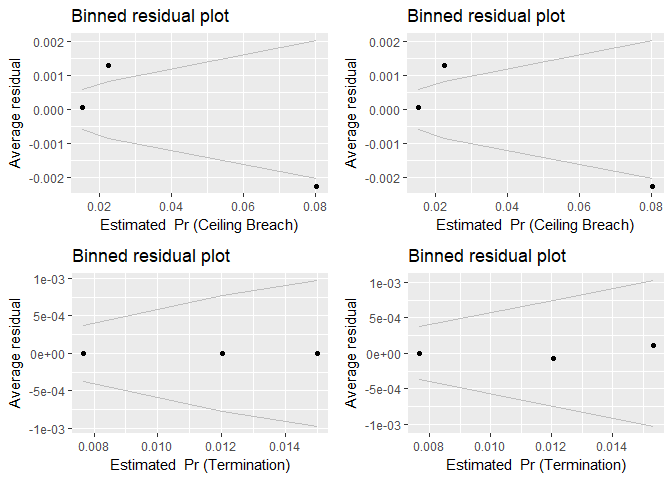 Binned residual plot
Average residual
0.002
0.001
0.000
-0.001
-0.002
0.02
0.04
0.06
0.08
Estimated  Pr (Ceiling Breach)
Binned residual plot
Average residual
0.002
0.001
0.000
-0.001
-0.002
0.02
0.04
0.06
0.08
Estimated  Pr (Ceiling Breach)
Binned residual plot
Average residual
1e-03
5e-04
0e+00
-5e-04
-1e-03
0.008
0.010
0.012
0.014
Estimated  Pr (Termination)
Binned residual plot
Average residual
1e-03
5e-04
0e+00
-5e-04
-1e-03
0.008
0.010
0.012
0.014
Estimated  Pr (Termination)